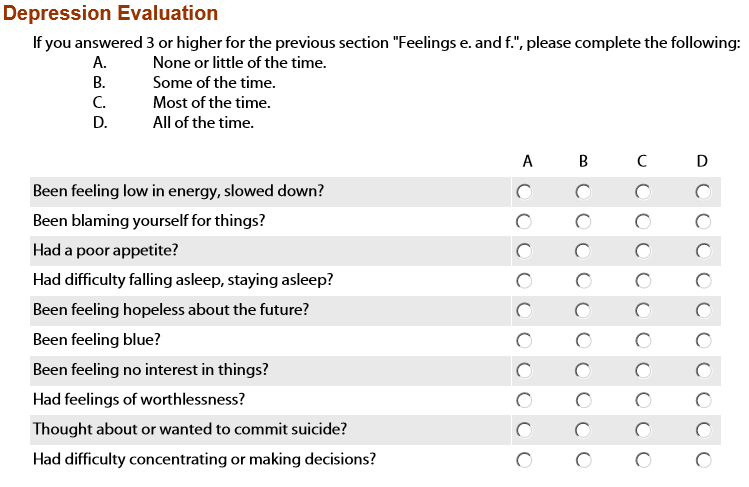 Depression Evaluation
If you answered 3 or higher for the previous section "Feelings e. and f.", please complete the following:
A. None or little of the time.
B. Some of the time.
C. Most of the time.
D. All of the time.
A B C D
Been feeling low in energy, slowed down?
Been blaming yourself for things?
Had a poor appetite?
Had difficulty falling asleep, staying asleep?
Been feeling hopeless about the future?
Been feeling blue?
Been feeling no interest in things?
Had feelings of worthlessness?
Thought about or wanted to commit suicide?
Had difficulty concentrating or making decisions?